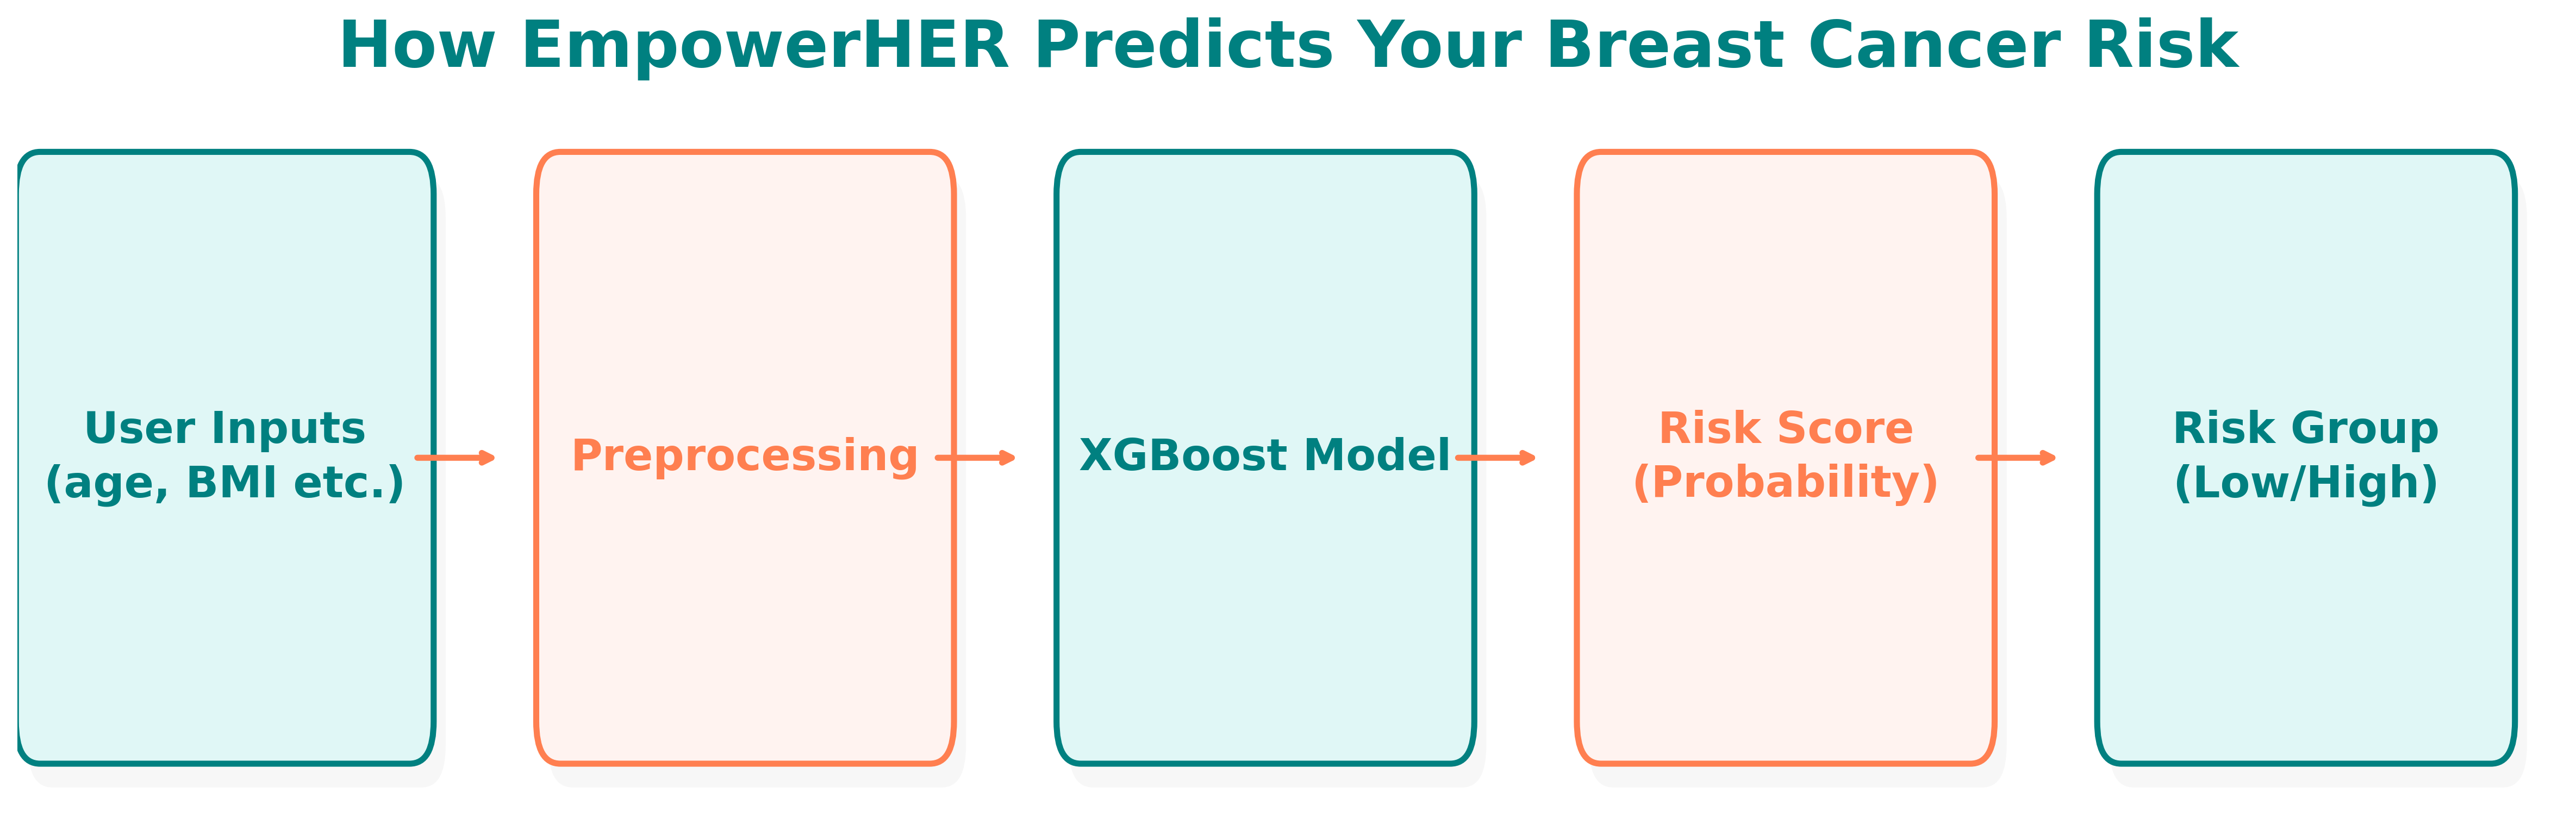 How EmpowerHER Predicts Your Breast Cancer Risk
User Inputs
(age, BMI etc.)
Preprocessing
XGBoost Model
Risk Score
(Probability)
Risk Group
(Low/High)